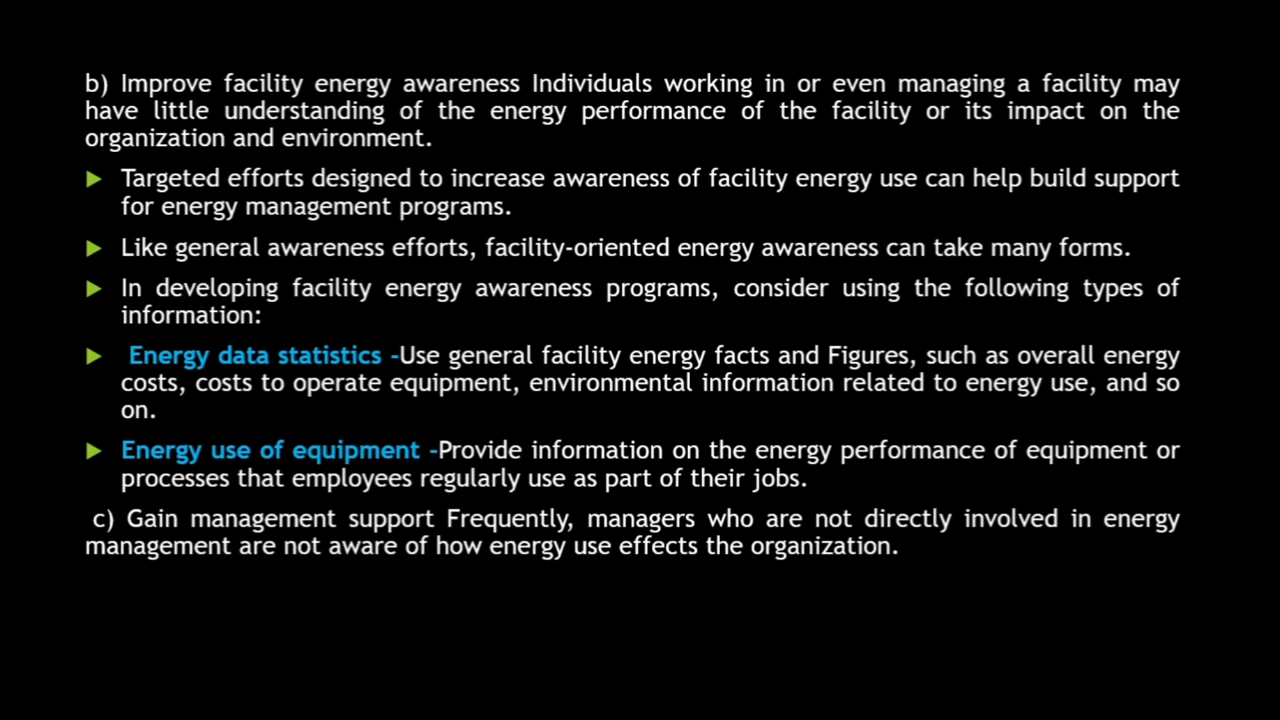 b) Improve facility energy awareness Individuals working in or even managing a facility may
have little understanding of the energy performance of the facility or its impact on the
organization and environment.
Targeted efforts designed to increase awareness of facility energy use can help build support
for energy management programs.
Like general awareness efforts, facility-oriented energy awareness can take many forms.
In developing facility energy awareness programs, consider using the following types of
information:
Energy data statistics -Use general facility energy facts and Figures, such as overall energy
costs, costs to operate equipment, environmental information related to energy use, and so
on.
Energy use of equipment -Provide information on the energy performance of equipment or
processes that employees regularly use as part of their jobs.
c) Gain management support Frequently, managers who are not directly involved in energy
management are not aware of how energy use effects the organization.